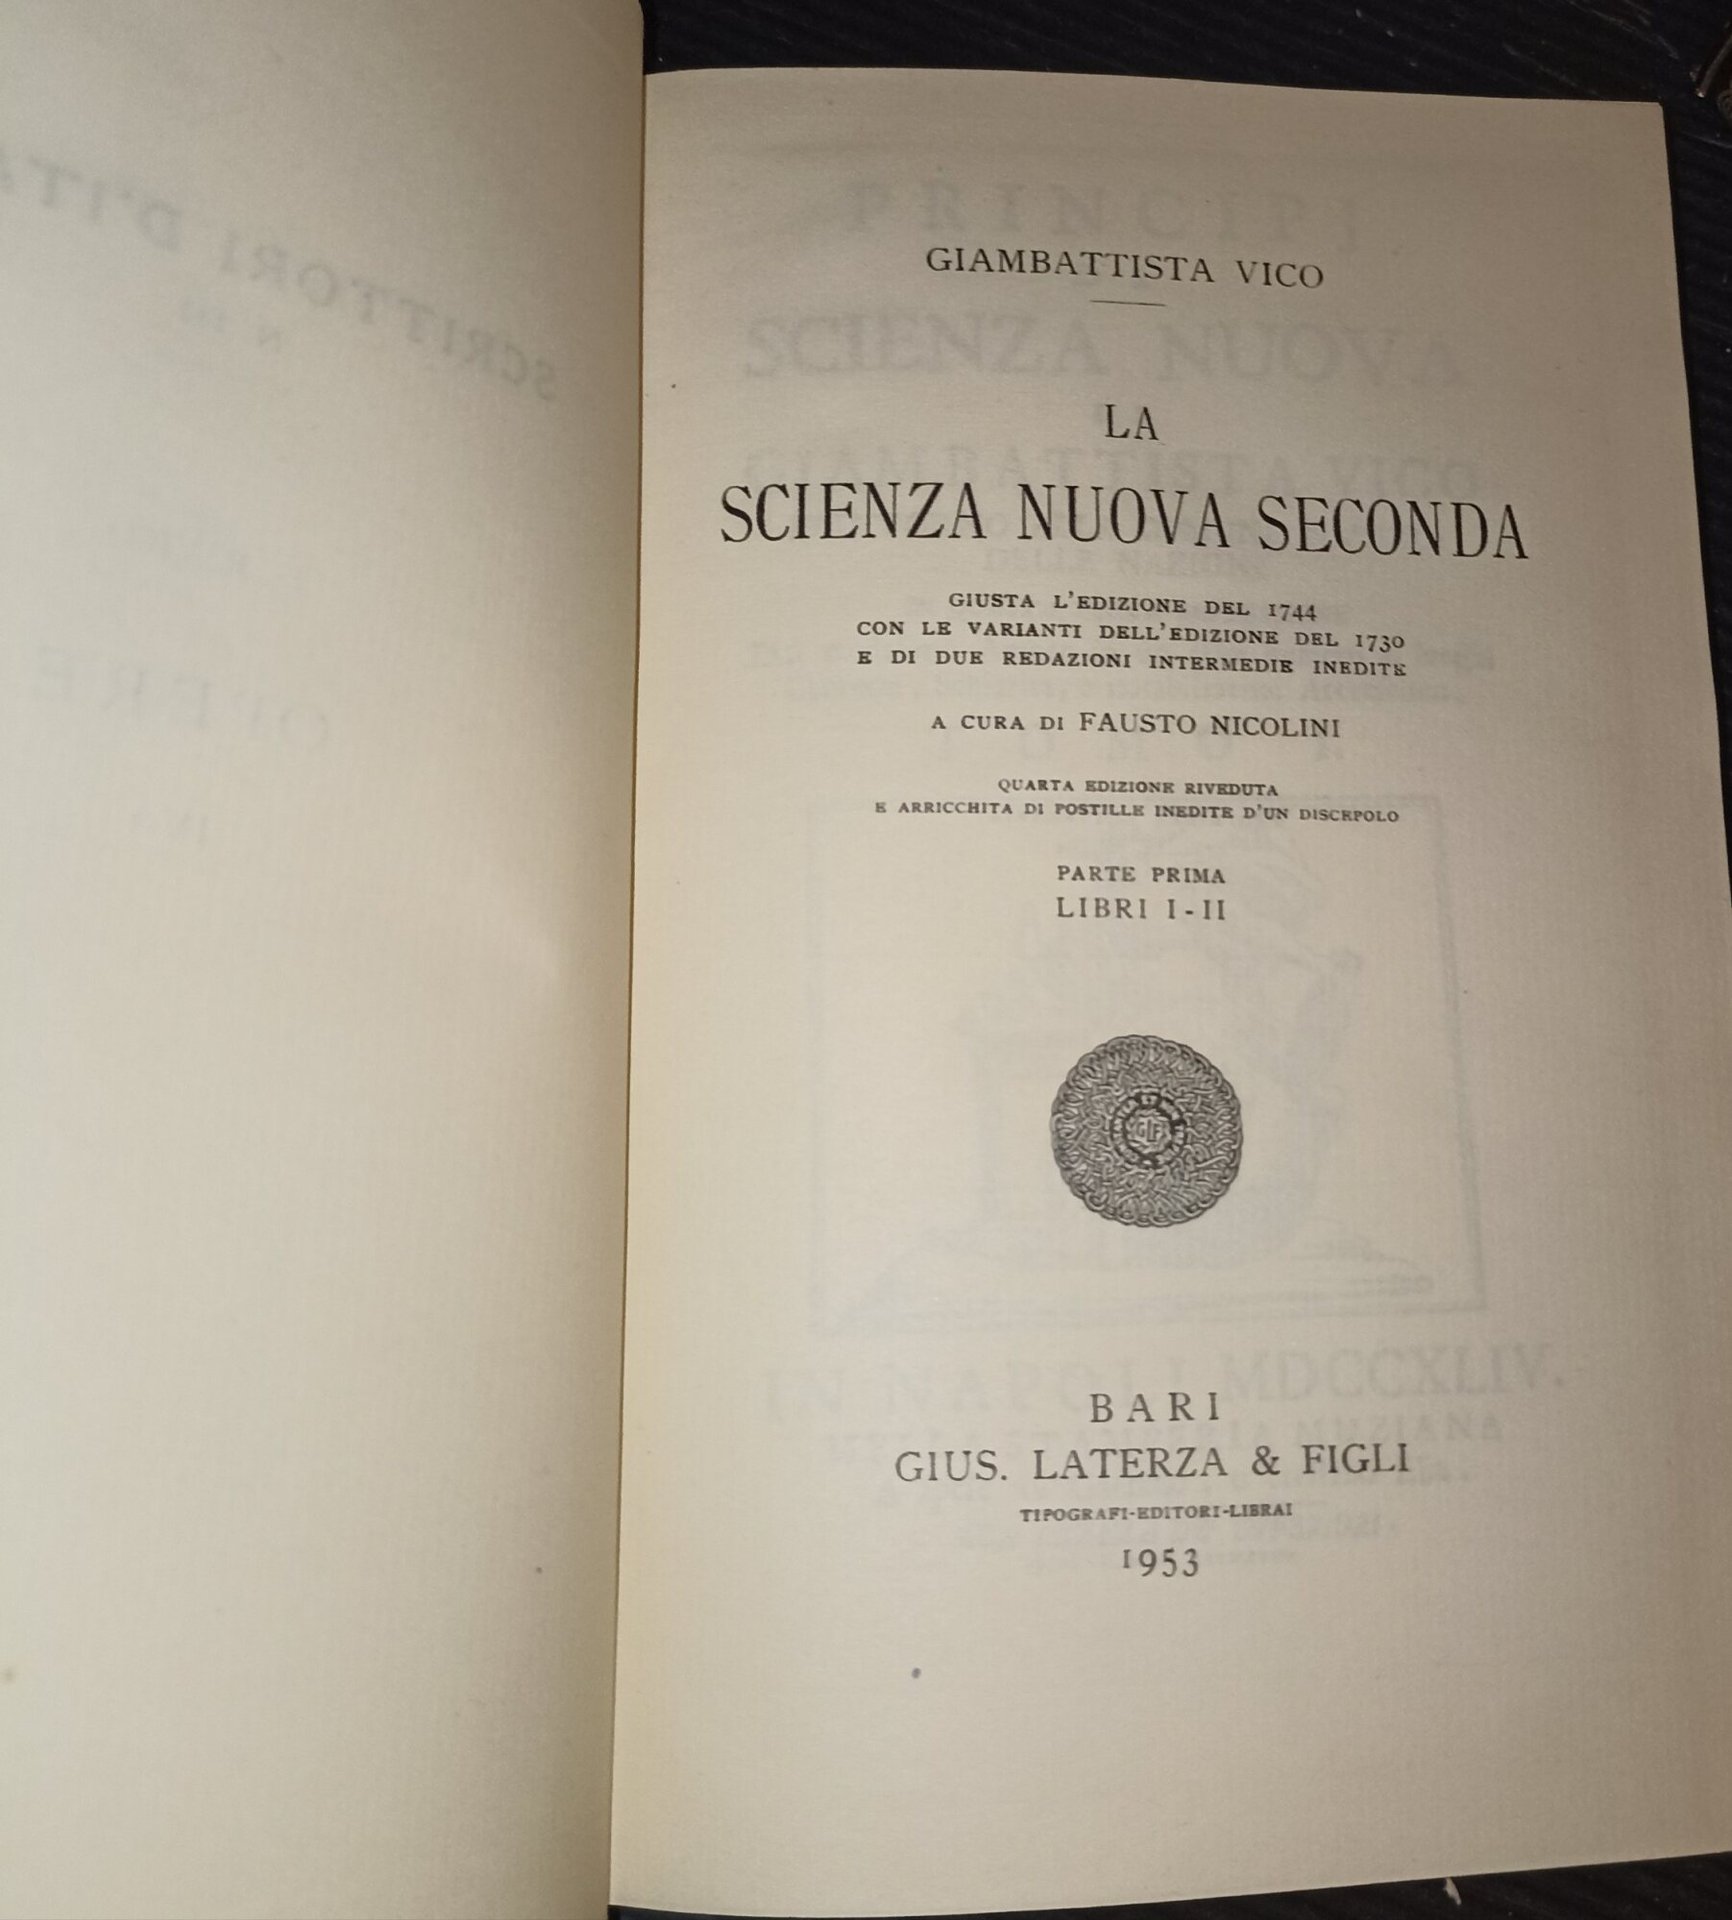 GIAMBATTISTA VICO
LA
SCIENZA NUOVA SECONDA
GIUSTA L'EDIZIONE DEL 1744
CON LE VARIANTI DELL'EDIZIONE DEL 1730
E DI DUE REDAZIONI INTERMEDIE INEDITE
A CURA DI FAUSTO NICOLINI
QUARTA EDIZIONE RIVEDUTA
E ARRICCHITA DI POSTILLE INEDITE D'UN DISCEPOLO
PARTE PRIMA
LIBRI I-II
BARI
GIUS. LATERZA & FIGLI
TIPOGRAFI-EDITORI-LIBRAI
1953